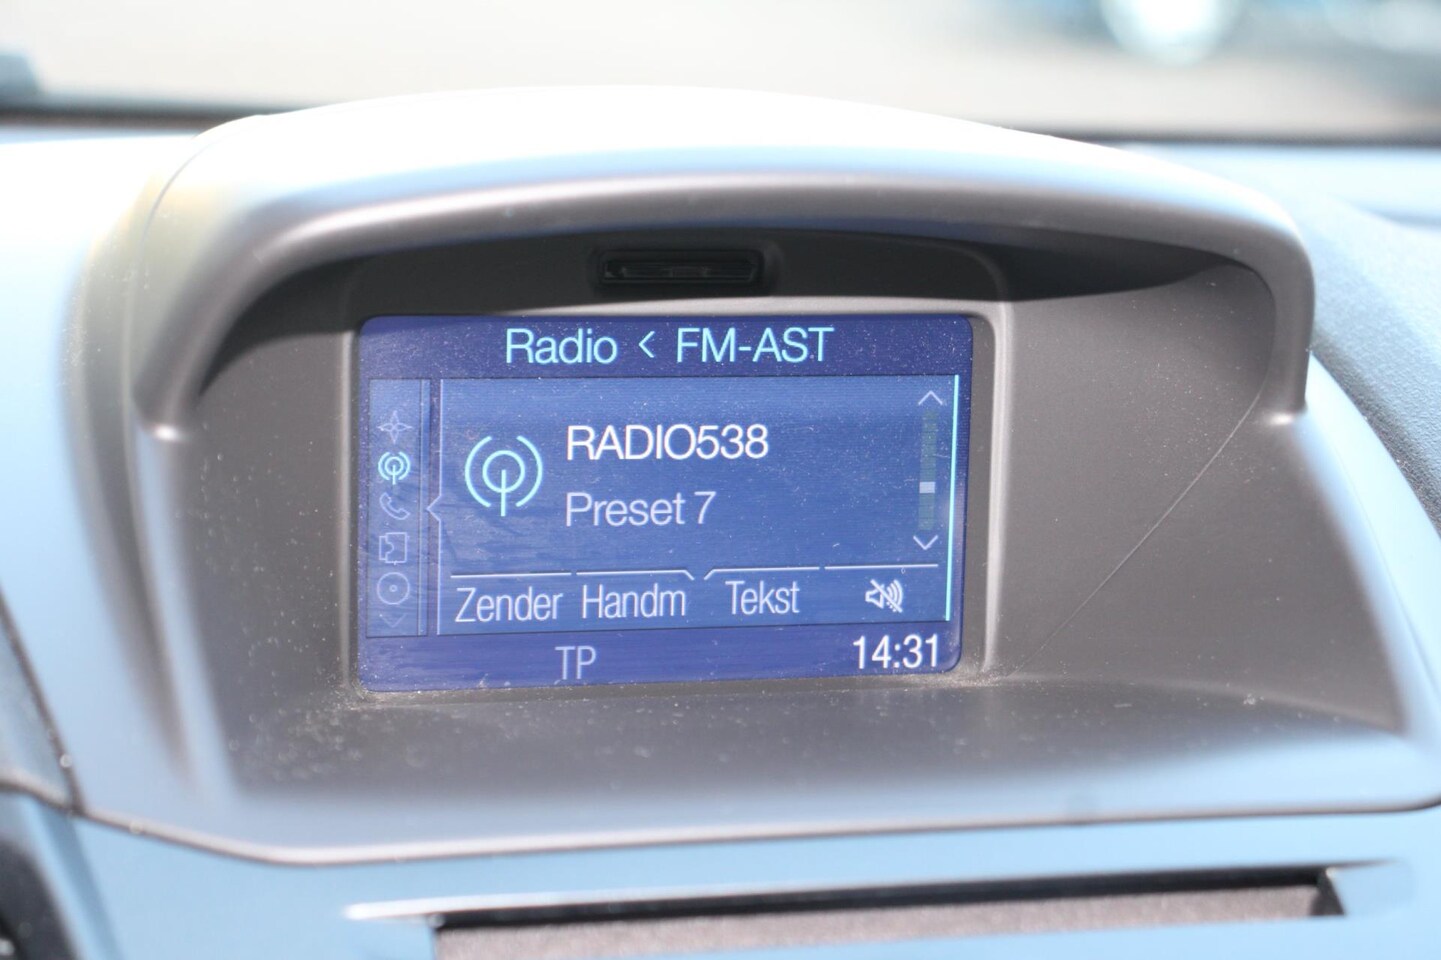 Radio < FM-AST
RADIO538
Preset 7
Zender Handm Tekst
TP 14:31